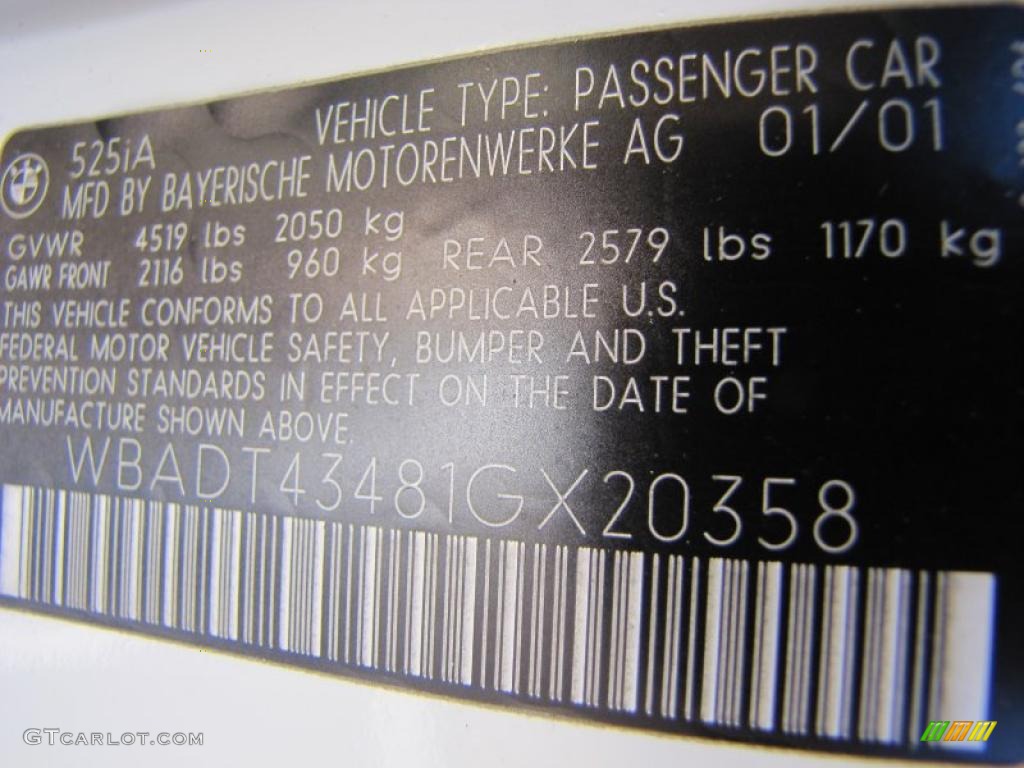 525iA VEHICLE TYPE: PASSENGER CAR
MFD BY BAYERISCHE MOTORENWERKE AG 01/01
GVWR 4519 lbs 2050 kg
GAWR FRONT 2116 lbs 960 kg REAR 2579 lbs 1170 kg
THIS VEHICLE CONFORMS TO ALL APPLICABLE U.S.
FEDERAL MOTOR VEHICLE SAFETY, BUMPER AND THEFT
PREVENTION STANDARDS IN EFFECT ON THE DATE OF
MANUFACTURE SHOWN ABOVE.
WBADT43481GX20358
GTcarlot.com